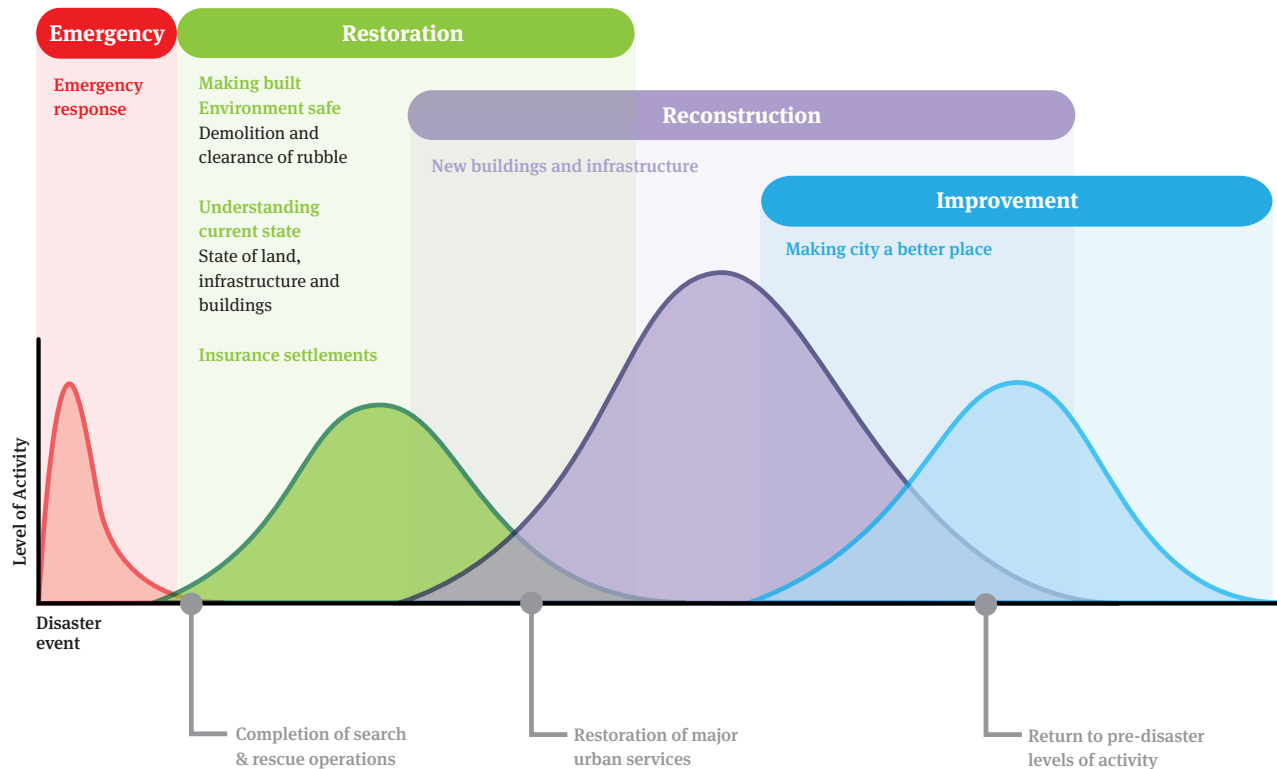 Emergency
Restoration
Emergency
response
Making built
Environment safe
Demolition and
clearance of rubble
Understanding
current state
State of land,
infrastructure and
buildings
Insurance settlements
Reconstruction
New buildings and infrastructure
Improvement
Making city a better place
Level of Activity
Disaster
event
Completion of search
& rescue operations
Restoration of major
urban services
Return to pre-disaster
levels of activity